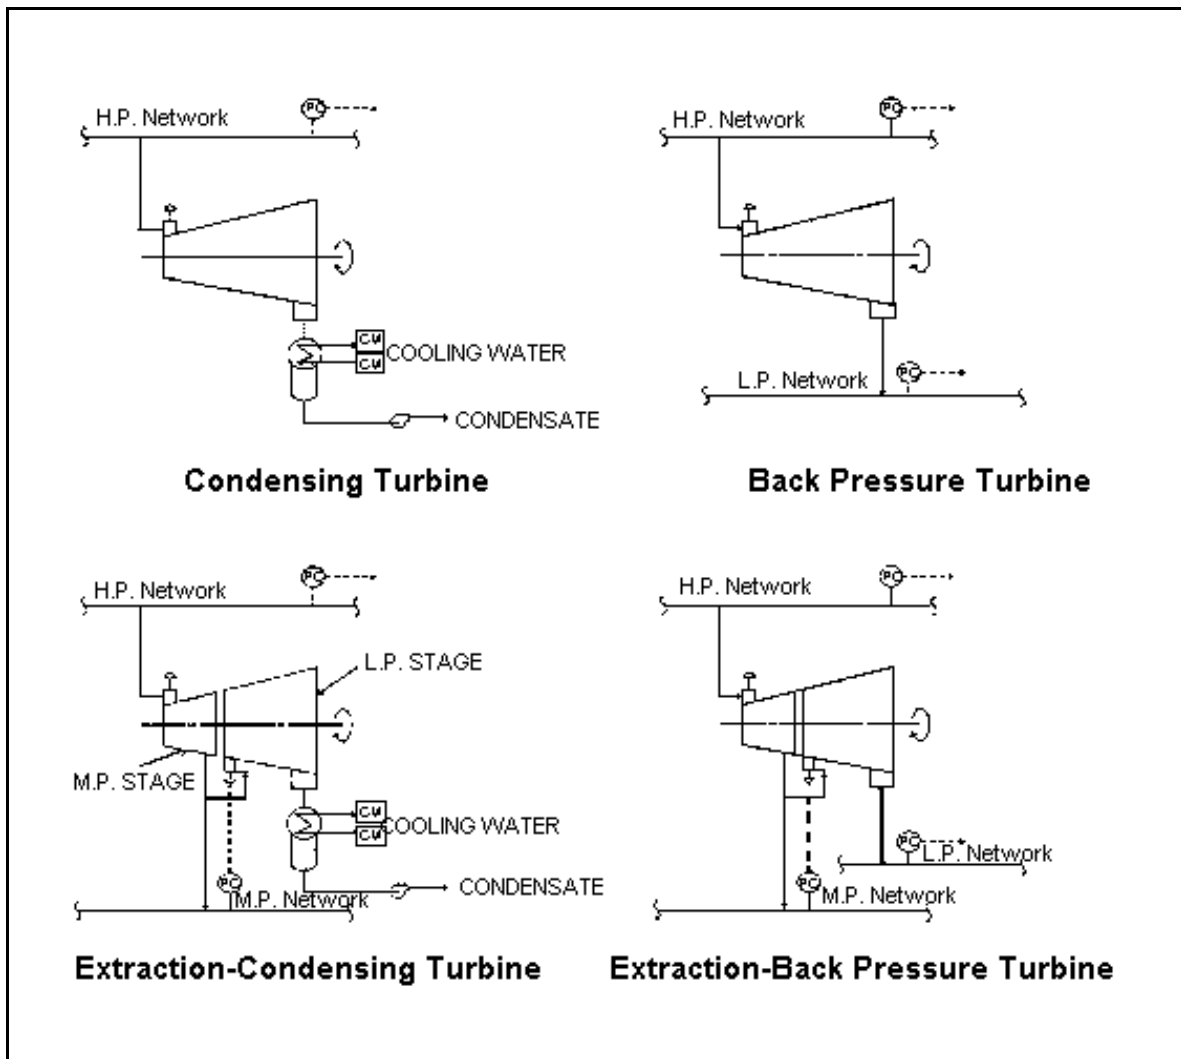 PC
H.P. Network
CW
COOLING WATER
CW
CONDENSATE
Condensing Turbine
PC
H.P. Network
PC
L.P. Network
Back Pressure Turbine
PC
H.P. Network
L.P. STAGE
M.P. STAGE
CW
COOLING WATER
CW
PC
CONDENSATE
M.P. Network
Extraction-Condensing Turbine
PC
H.P. Network
PC
L.P. Network
PC
M.P. Network
Extraction-Back Pressure Turbine